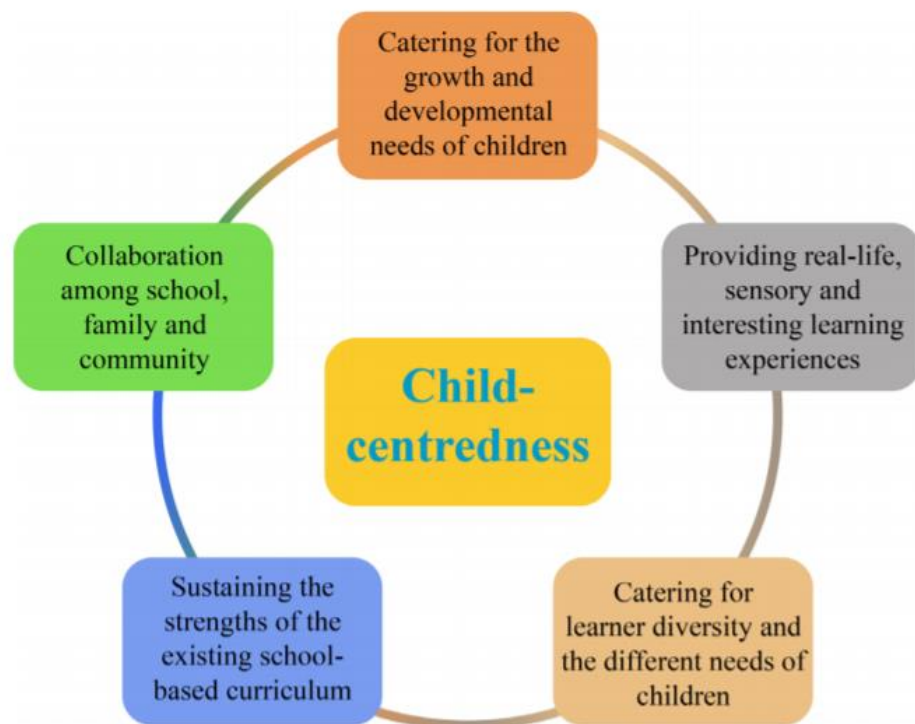 Catering for the
growth and
developmental
needs of children
Collaboration
among school,
family and
community
Providing real-life,
sensory and
interesting learning
experiences
Child-
centredness
Sustaining the
strengths of the
existing school-
based curriculum
Catering for
learner diversity and
the different needs of
children